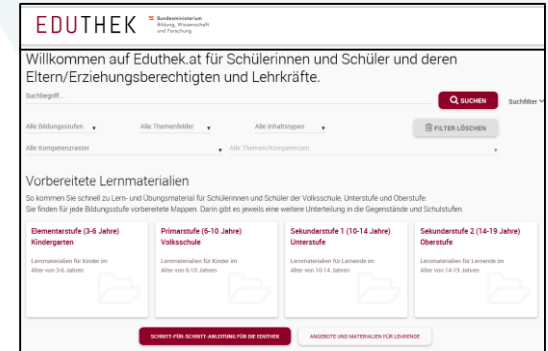 EDUTHEK
Bundesministerium
Bildung, Wissenschaft
und Forschung
Willkommen auf Eduthek.at für Schülerinnen und Schüler und deren
Eltern/Erziehungsberechtigten und Lehrkräfte.
Suchbegriff...
SUCHEN
Suchfilter
Alle Bildungsstufen
Alle Themenfelder
Alle Inhaltstypen
FILTER LÖSCHEN
Alle Kompetenzraster
Alle Themen/Kompetenzen
Vorbereitete Lernmaterialien
So kommen Sie schnell zu Lern- und Übungsmaterial für Schülerinnen und Schüler der Volksschule, Unterstufe und Oberstufe.
Sie finden für jede Bildungsstufe vorbereitete Mappen. Darin gibt es jeweils eine weitere Unterteilung in die Gegenstände und Schulstufen.
Elementarstufe (3-6 Jahre)
Kindergarten
Lernmaterialien für Kinder im
Alter von 3-6 Jahren
Primarstufe (6-10 Jahre)
Volksschule
Lernmaterialien für Kinder im
Alter von 6-10 Jahren
Sekundarstufe 1 (10-14 Jahre)
Unterstufe
Lernmaterialien für Lernende im
Alter von 10-14 Jahren
Sekundarstufe 2 (14-19 Jahre)
Oberstufe
Lernmaterialien für Lernende im
Alter von 14-19 Jahren
SCHRITT-FÜR-SCHRITT-ANLEITUNG FÜR DIE EDUTHEK
ANGEBOTE UND MATERIALIEN FÜR LEHRENDE